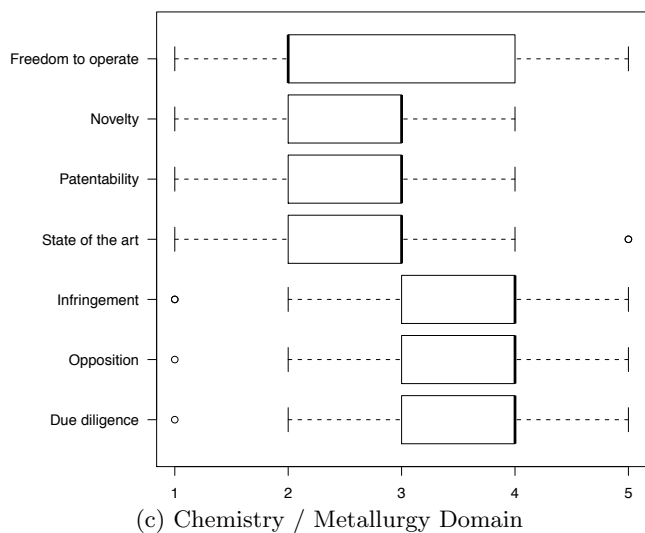 Freedom to operate
Novelty
Patentability
State of the art
Infringement
Opposition
Due diligence
1 2 3 4 5
(c) Chemistry / Metallurgy Domain